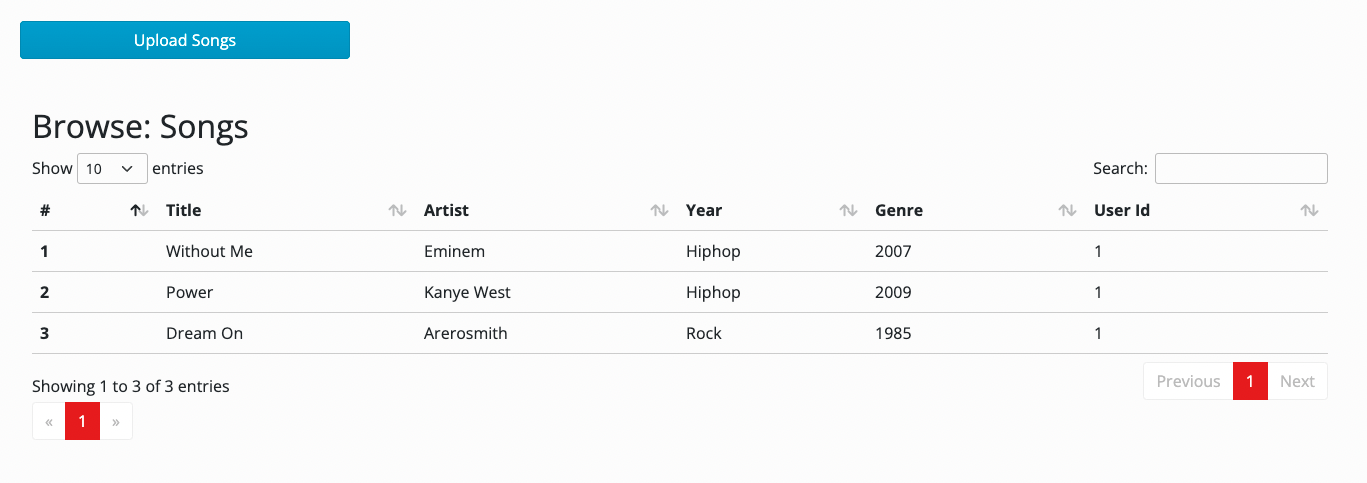 Upload Songs
Browse: Songs
Show 10 entries Search:
# Title Artist Year Genre User Id
1 Without Me Eminem Hiphop 2007 1
2 Power Kanye West Hiphop 2009 1
3 Dream On Arerosmith Rock 1985 1
Showing 1 to 3 of 3 entries Previous 1 Next
« 1 »